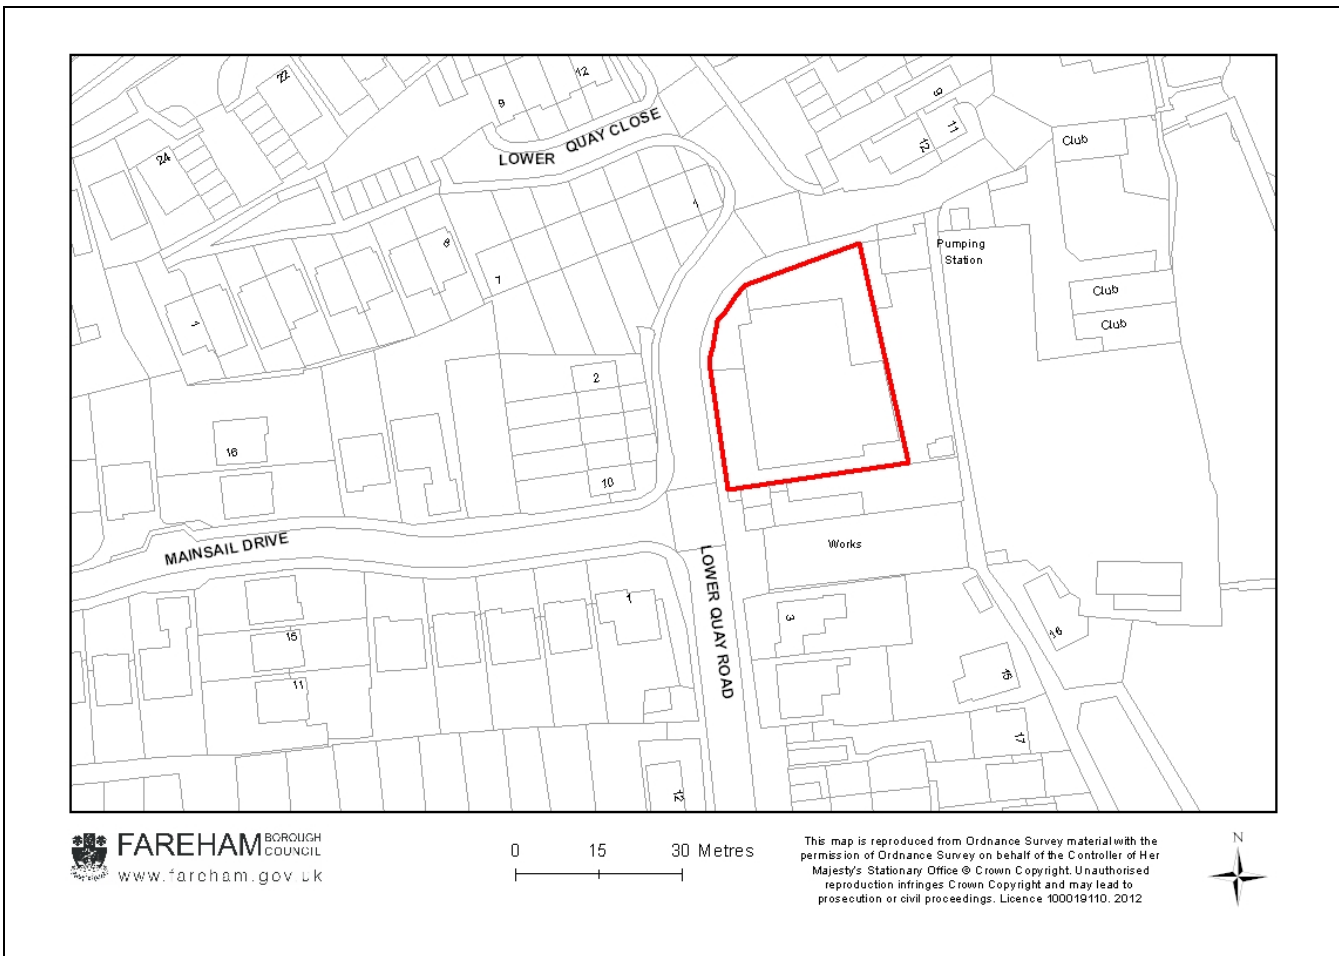 22
12
9
LOWER QUAY CLOSE
24
9
11
12
Club
4
9
Pumping
Station
7
Club
Club
1
2
16
10
MAINSAIL DRIVE
Works
LOWER QUAY ROAD
1
3
15
16
11
15
17
12
FAREHAM BOROUGH
COUNCIL
www.fareham.gov.uk
0 15 30 Metres
This map is reproduced from Ordnance Survey material with the
permission of Ordnance Survey on behalf of the Controller of Her
Majesty's Stationary Office © Crown Copyright. Unauthorised
reproduction infringes Crown Copyright and may lead to
prosecution or civil proceedings. Licence 100019110. 2012
N